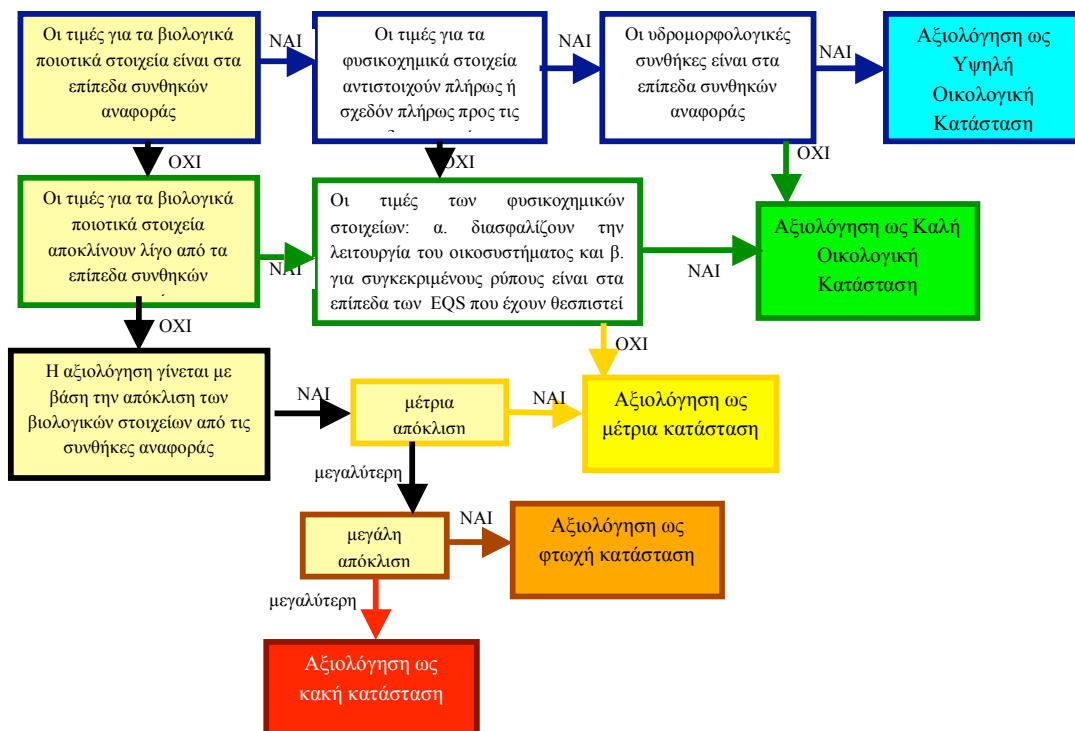 Οι τιμές για τα βιολογικά
ποιοτικά στοιχεία είναι στα
επίπεδα συνθηκών
αναφοράς
ΝΑΙ
Οι τιμές για τα
φυσικοχημικά στοιχεία
αντιστοιχούν πλήρως ή
σχεδόν πλήρως προς τις
ΝΑΙ
Οι υδρομορφολογικές
συνθήκες είναι στα
επίπεδα συνθηκών
αναφοράς
ΝΑΙ
Αξιολόγηση ως
Υψηλή
Οικολογική
Κατάσταση
ΟΧΙ
ΟΧΙ
ΟΧΙ
Οι τιμές για τα βιολογικά
ποιοτικά στοιχεία
αποκλίνουν λίγο από τα
επίπεδα συνθηκών
ΝΑΙ
Οι τιμές των φυσικοχημικών
στοιχείων: α. διασφαλίζουν την
λειτουργία του οικοσυστήματος και β.
για συγκεκριμένους ρύπους είναι στα
επίπεδα των EQS που έχουν θεσπιστεί
ΝΑΙ
Αξιολόγηση ως Καλή
Οικολογική
Κατάσταση
ΟΧΙ
ΟΧΙ
Η αξιολόγηση γίνεται με
βάση την απόκλιση των
βιολογικών στοιχείων από τις
συνθήκες αναφοράς
ΝΑΙ
μέτρια
απόκλιση
ΝΑΙ
Αξιολόγηση ως
μέτρια κατάσταση
μεγαλύτερη
μεγάλη
απόκλιση
ΝΑΙ
Αξιολόγηση ως
φτωχή κατάσταση
μεγαλύτερη
Αξιολόγηση ως
κακή κατάσταση